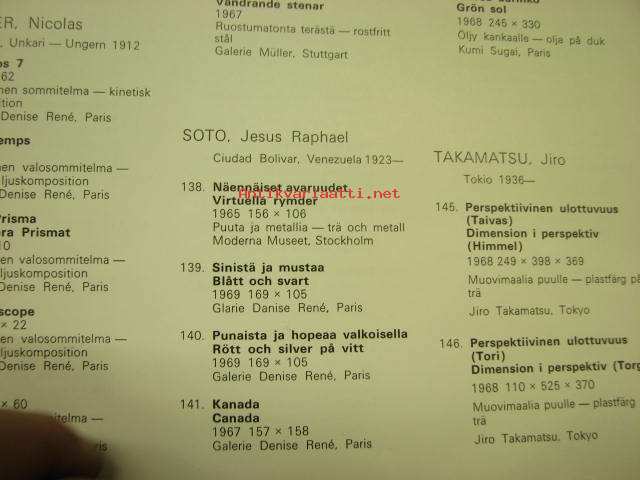 ER, Nicolas
, Unkari — Ungern 1912
os 7
62
nen sommitelma — kinetisk
ition
Denise René, Paris
emps
nen valosommitelma —
ljuskomposition
Denise René, Paris
Prisma
ra Prismat
10
en valosommitelma —
ljuskomposition
Denise René, Paris
scope
× 22
en valosommitelma —
ljuskomposition
Denise René, Paris
× 60
Paris
Vandrande stenar
1967
Ruostumatonta terästä — rostfritt
stål
Galerie Müller, Stuttgart
SOTO, Jesus Raphael
Ciudad Bolivar, Venezuela 1923—
138. Näennäiset avaruudet
Virtuella rymder
1965 156 × 106
Puuta ja metallia — trä och metall
Moderna Museet, Stockholm
139. Sinistä ja mustaa
Blått och svart
1969 169 × 105
Glarie Danise René, Paris
140. Punaista ja hopeaa valkoisella
Rött och silver på vitt
1969 169 × 105
Galerie Denise René, Paris
141. Kanada
Canada
1967 157 × 158
Galerie Denise René, Paris
Grön sol
1968 245 × 330
Öljy kankaalle — olja på duk
Kumi Sugai, Paris
TAKAMATSU, Jiro
Tokio 1936—
145. Perspektiivinen ulottuvuus
(Taivas)
Dimension i perspektiv
(Himmel)
1968 249 × 398 × 369
Muovimaalia puulle — plastfärg på
trä
Jiro Takamatsu, Tokyo
146. Perspektiivinen ulottuvuus
(Tori)
Dimension i perspektiv (Torg
1968 110 × 525 × 370
Muovimaalia puulle — plastfärg
trä
Jiro Takamatsu, Tokyo
Antikvariaatti.net